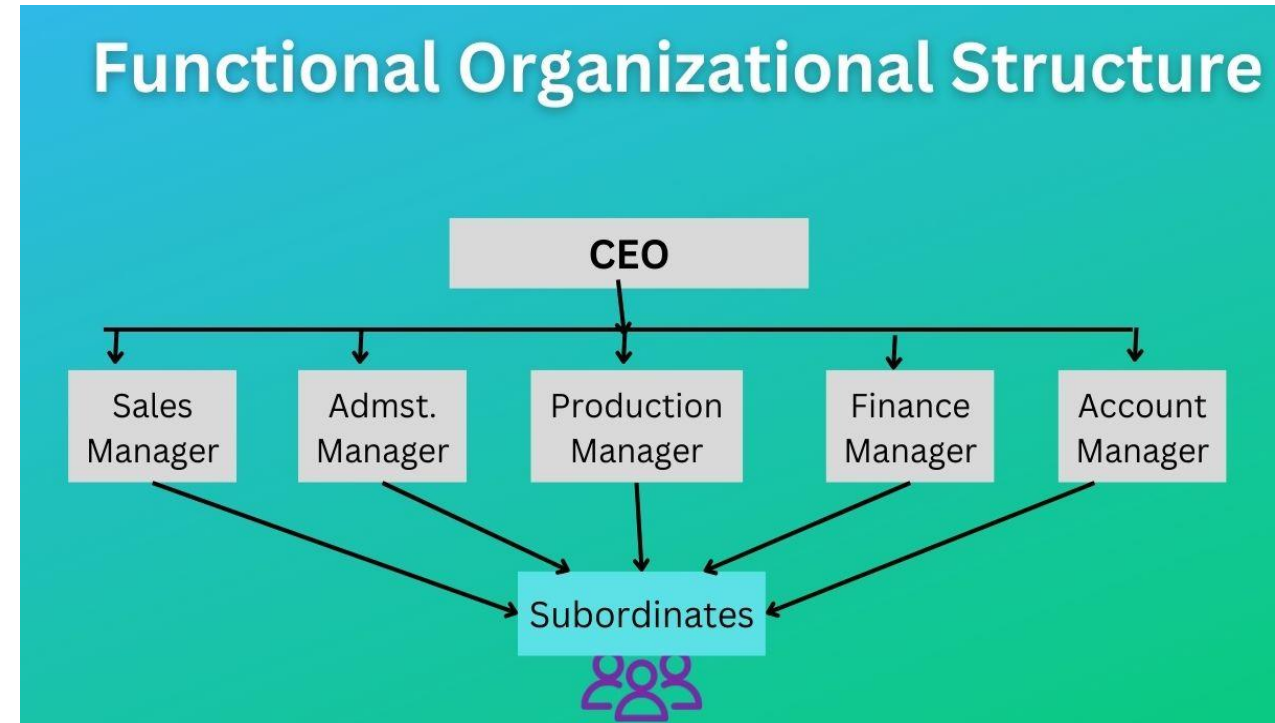 Functional Organizational Structure
CEO
Sales
Manager
Admst.
Manager
Production
Manager
Finance
Manager
Account
Manager
Subordinates